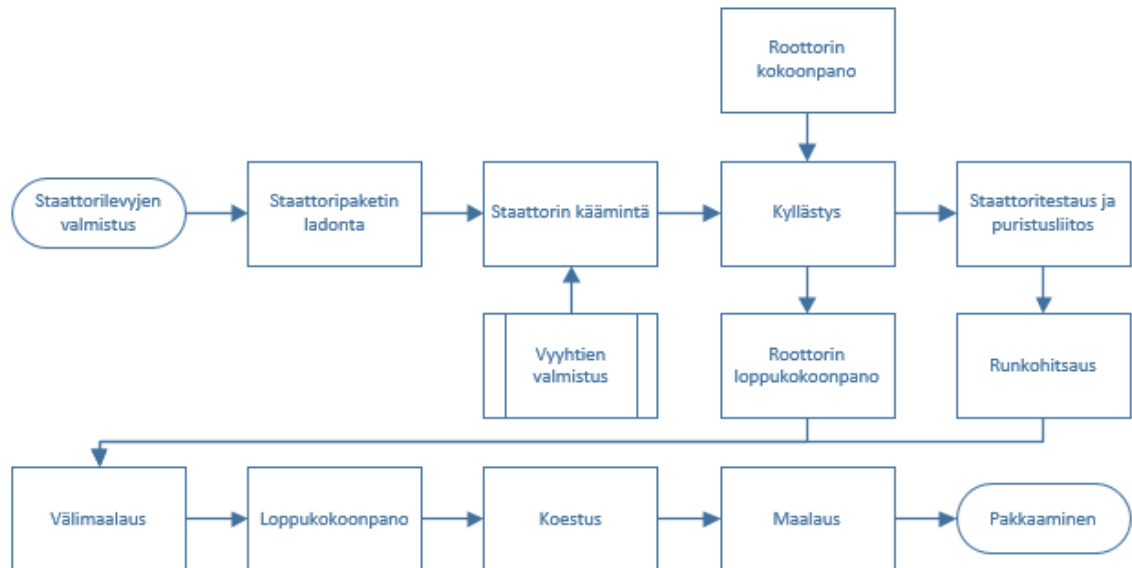 Roottorin
kokoonpano
Staattorilevyjen
valmistus
Staattoripaketin
ladonta
Staattorin käämintä
Kyllästys
Staattoritestaus ja
puristusliitos
Vyyhtien
valmistus
Roottorin
loppukokoonpano
Runkohitsaus
Välimaalaus
Loppukokoonpano
Koestus
Maalaus
Pakkaaminen